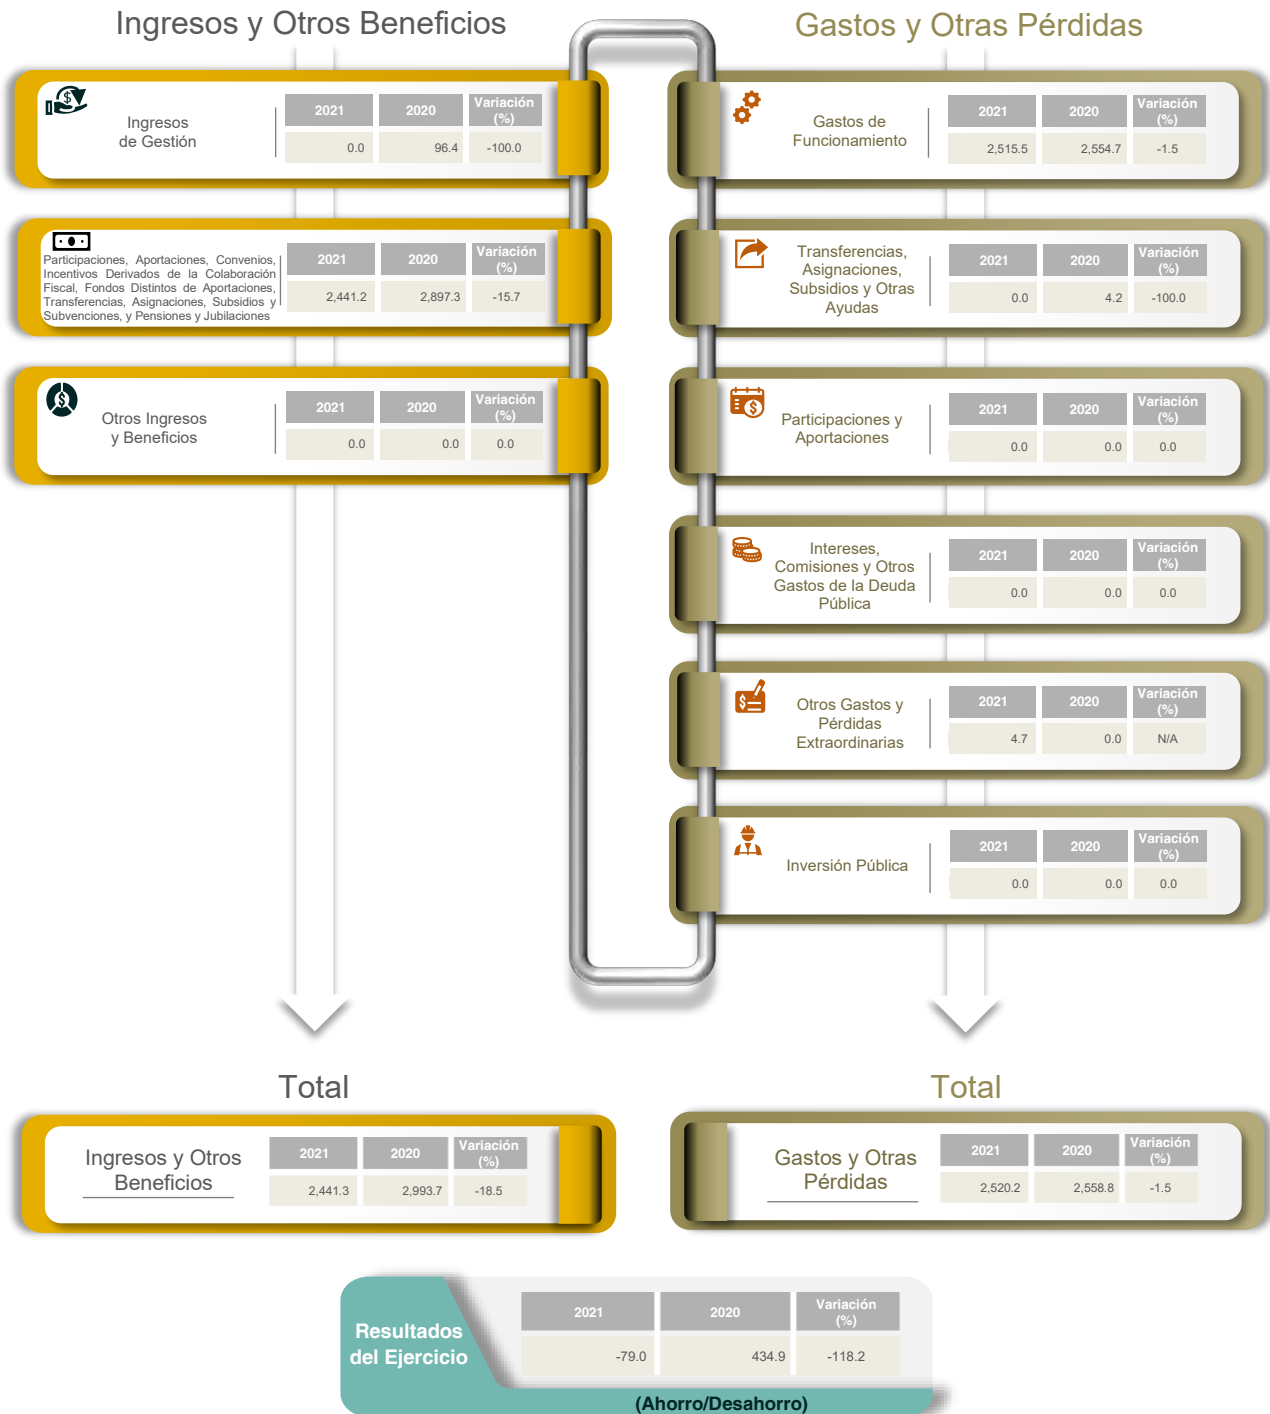 Ingresos y Otros Beneficios
2021 2020 Variación (%)
Ingresos
de Gestión
0.0 96.4 -100.0
Participaciones, Aportaciones, Convenios,
Incentivos Derivados de la Colaboración
Fiscal, Fondos Distintos de Aportaciones,
Transferencias, Asignaciones, Subsidios y
Subvenciones, y Pensiones y Jubilaciones
2021 2020 Variación (%)
2,441.2 2,897.3 -15.7
Otros Ingresos
y Beneficios
2021 2020 Variación (%)
0.0 0.0 0.0
Gastos y Otras Pérdidas
Gastos de
Funcionamiento
2021 2020 Variación (%)
2,515.5 2,554.7 -1.5
Transferencias,
Asignaciones,
Subsidios y Otras
Ayudas
2021 2020 Variación (%)
0.0 4.2 -100.0
Participaciones y
Aportaciones
2021 2020 Variación (%)
0.0 0.0 0.0
Intereses,
Comisiones y Otros
Gastos de la Deuda
Pública
2021 2020 Variación (%)
0.0 0.0 0.0
Otros Gastos y
Pérdidas
Extraordinarias
2021 2020 Variación (%)
4.7 0.0 N/A
Inversión Pública
2021 2020 Variación (%)
0.0 0.0 0.0
Total
Ingresos y Otros
Beneficios
2021 2020 Variación (%)
2,441.3 2,993.7 -18.5
Total
Gastos y Otras
Pérdidas
2021 2020 Variación (%)
2,520.2 2,558.8 -1.5
Resultados
del Ejercicio
2021 2020 Variación (%)
-79.0 434.9 -118.2
(Ahorro/Desahorro)